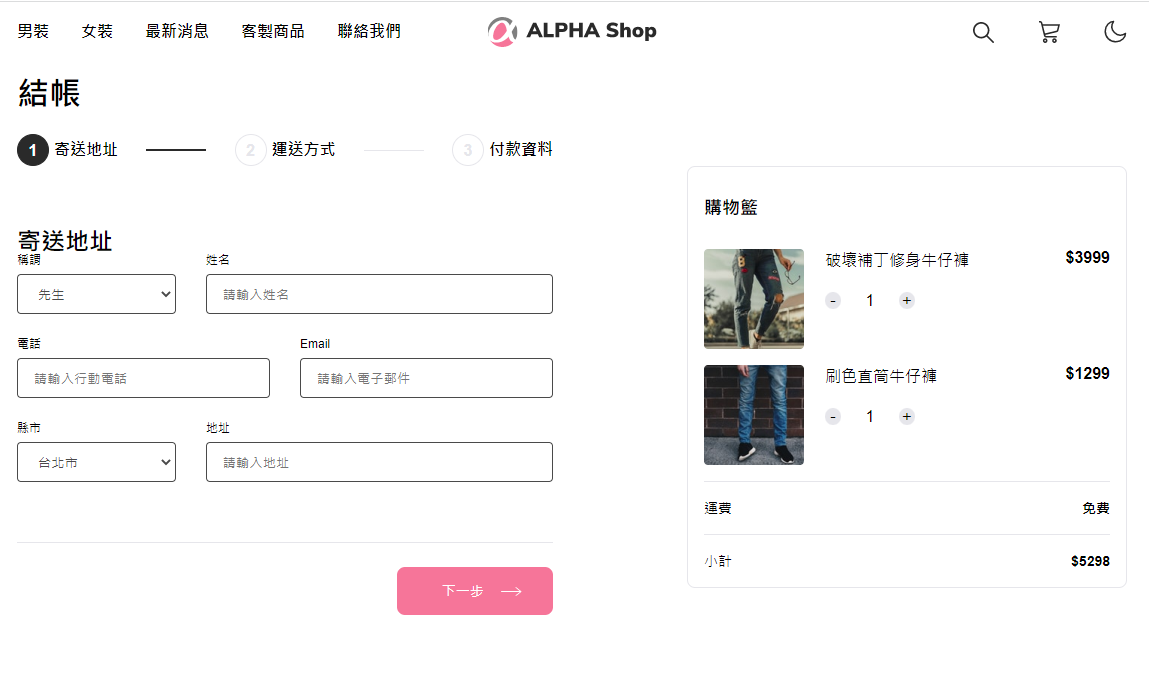 男裝 女裝 最新消息 客製商品 聯絡我們 ALPHA Shop
結帳
1 寄送地址 2 運送方式 3 付款資料
寄送地址
稱謂 姓名
先生 請輸入姓名
電話 Email
請輸入行動電話 請輸入電子郵件
縣市 地址
台北市 請輸入地址
下一步
購物籃
破壞補丁修身牛仔褲 $3999
- 1 +
刷色直筒牛仔褲 $1299
- 1 +
運費 免費
小計 $5298